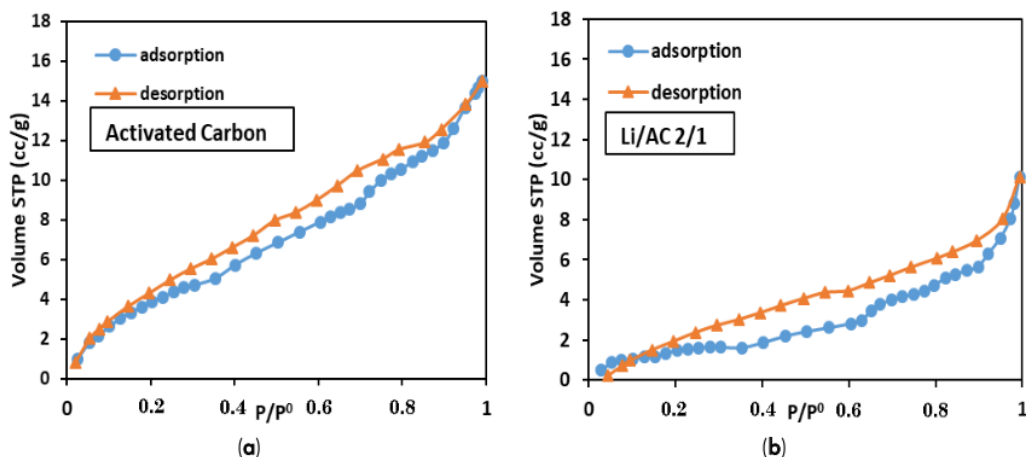 18
16
14
12
10
8
6
4
2
0
Volume STP (cc/g)
adsorption
desorption
Activated Carbon
0
0.2
0.4
0.6
0.8
1
P/P⁰
(a)
18
16
14
12
10
8
6
4
2
0
Volume STP (cc/g)
adsorption
desorption
Li/AC 2/1
0
0.2
0.4
0.6
0.8
1
P/P⁰
(b)